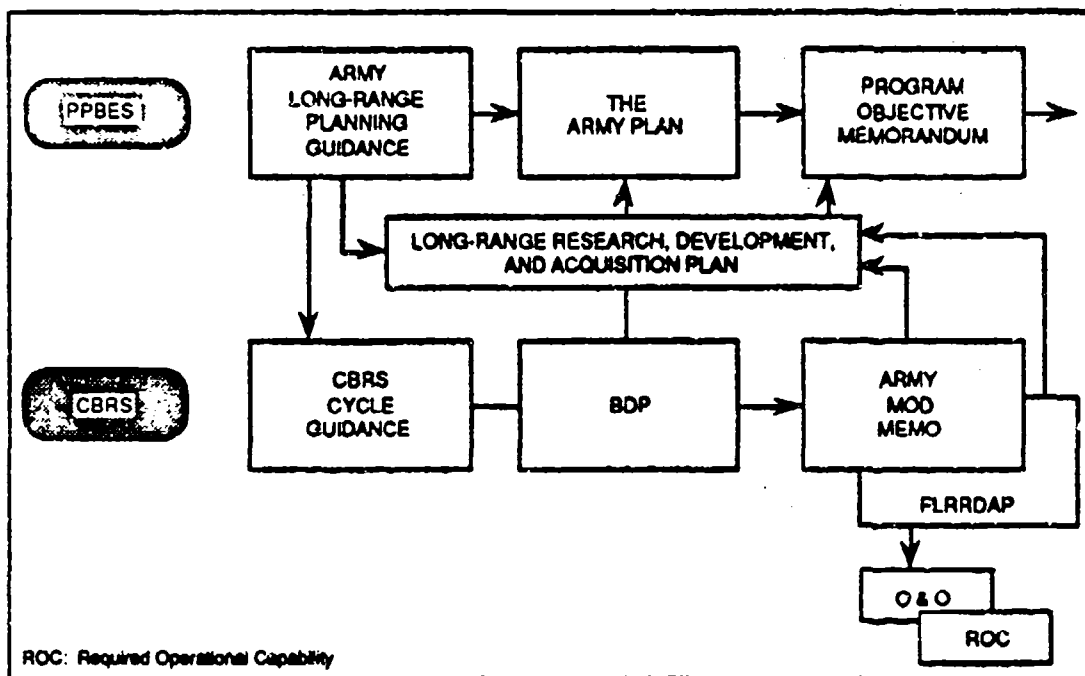 PPBES
ARMY
LONG-RANGE
PLANNING
GUIDANCE
THE
ARMY PLAN
PROGRAM
OBJECTIVE
MEMORANDUM
LONG-RANGE RESEARCH, DEVELOPMENT,
AND ACQUISITION PLAN
CBRS
CBRS
CYCLE
GUIDANCE
BDP
ARMY
MOD
MEMO
FLRRDAP
O & O
ROC
ROC: Required Operational Capability